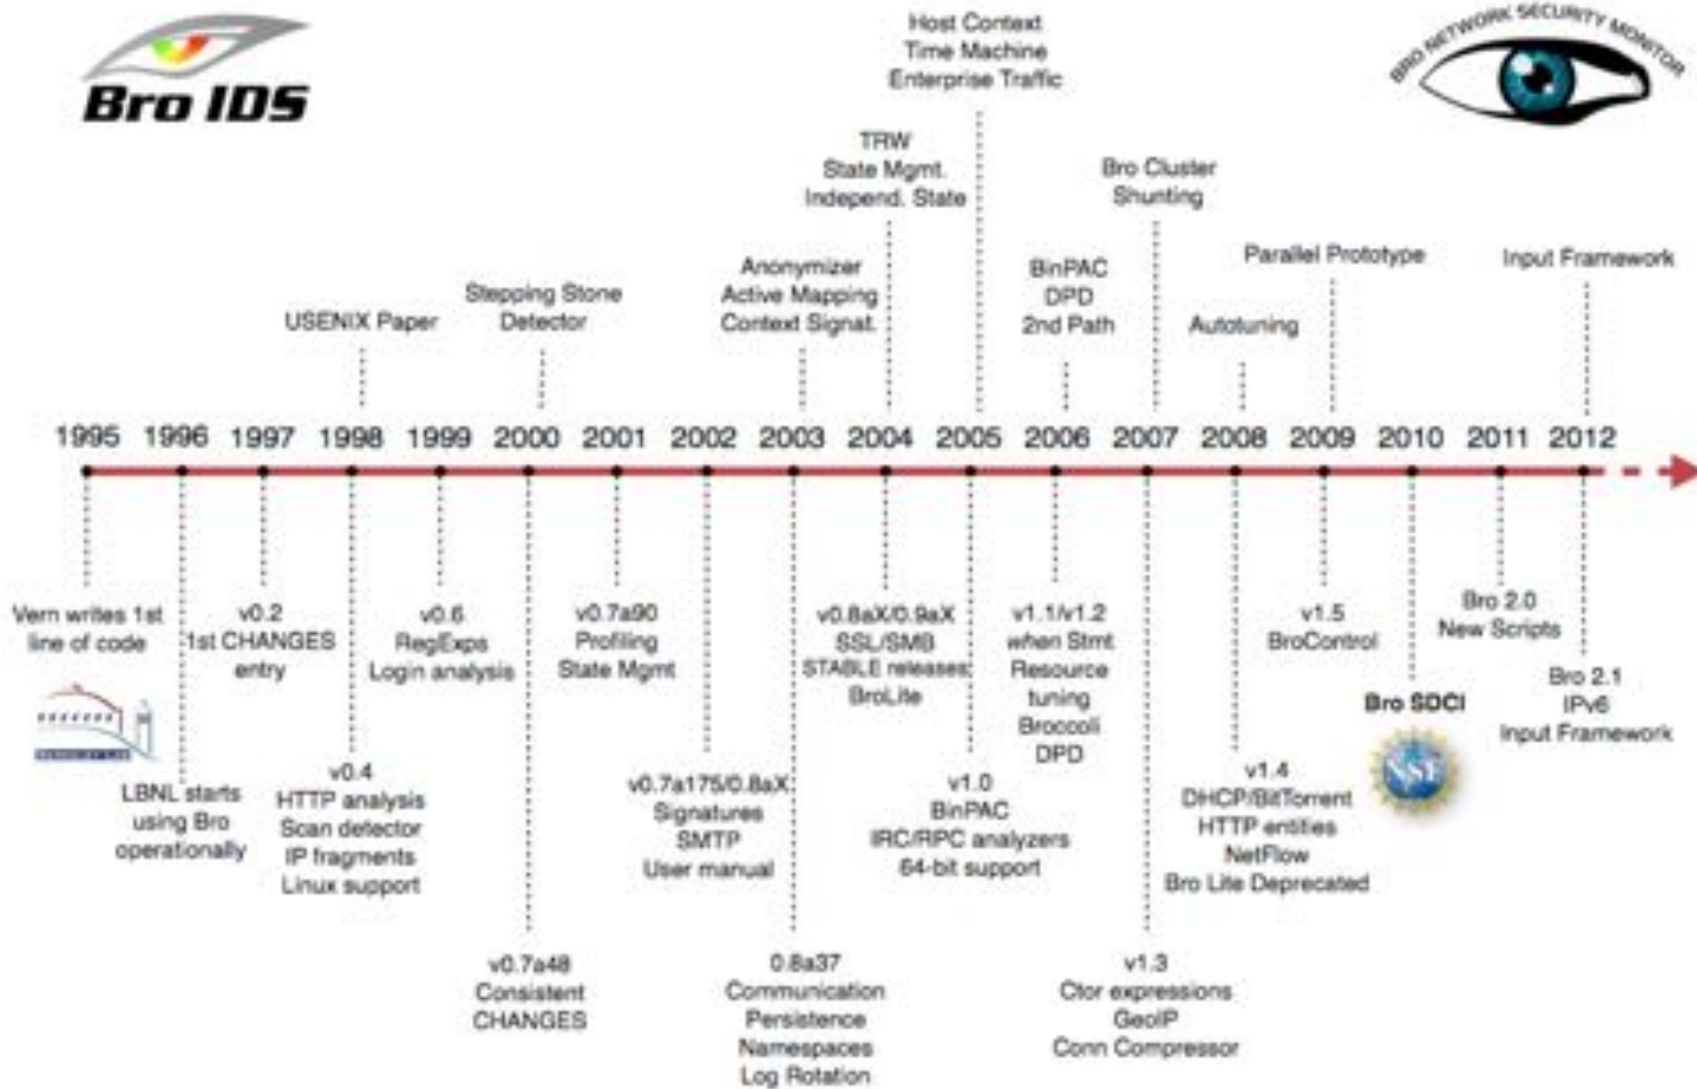 Bro IDS
BRO NETWORK SECURITY MONITOR
Host Context
Time Machine
Enterprise Traffic
TRW
State Mgmt.
Independ. State
Bro Cluster
Shunting
Anonymizer
Active Mapping
Context Signat.
BinPAC
DPD
2nd Path
Parallel Prototype
Input Framework
Stepping Stone
Detector
USENIX Paper
Autotuning
1995 1996 1997 1998 1999 2000 2001 2002 2003 2004 2005 2006 2007 2008 2009 2010 2011 2012
Vern writes 1st
line of code
LBNL starts
using Bro
operationally
v0.2
1st CHANGES
entry
v0.4
HTTP analysis
Scan detector
IP fragments
Linux support
v0.6
RegExps
Login analysis
v0.7a48
Consistent
CHANGES
v0.7a90
Profiling
State Mgmt
v0.7a175/0.8aX
Signatures
SMTP
User manual
0.8a37
Communication
Persistence
Namespaces
Log Rotation
v0.8aX/0.9aX
SSL/SMB
STABLE releases
BroLite
v1.0
BinPAC
IRC/RPC analyzers
64-bit support
v1.1/v1.2
when Stmt
Resource
tuning
Broccoli
DPD
v1.3
Ctor expressions
GeoIP
Conn Compressor
v1.4
DHCP/BitTorrent
HTTP entities
NetFlow
Bro Lite Deprecated
v1.5
BroControl
Bro SDCI
NSF
Bro 2.0
New Scripts
Bro 2.1
IPv6
Input Framework